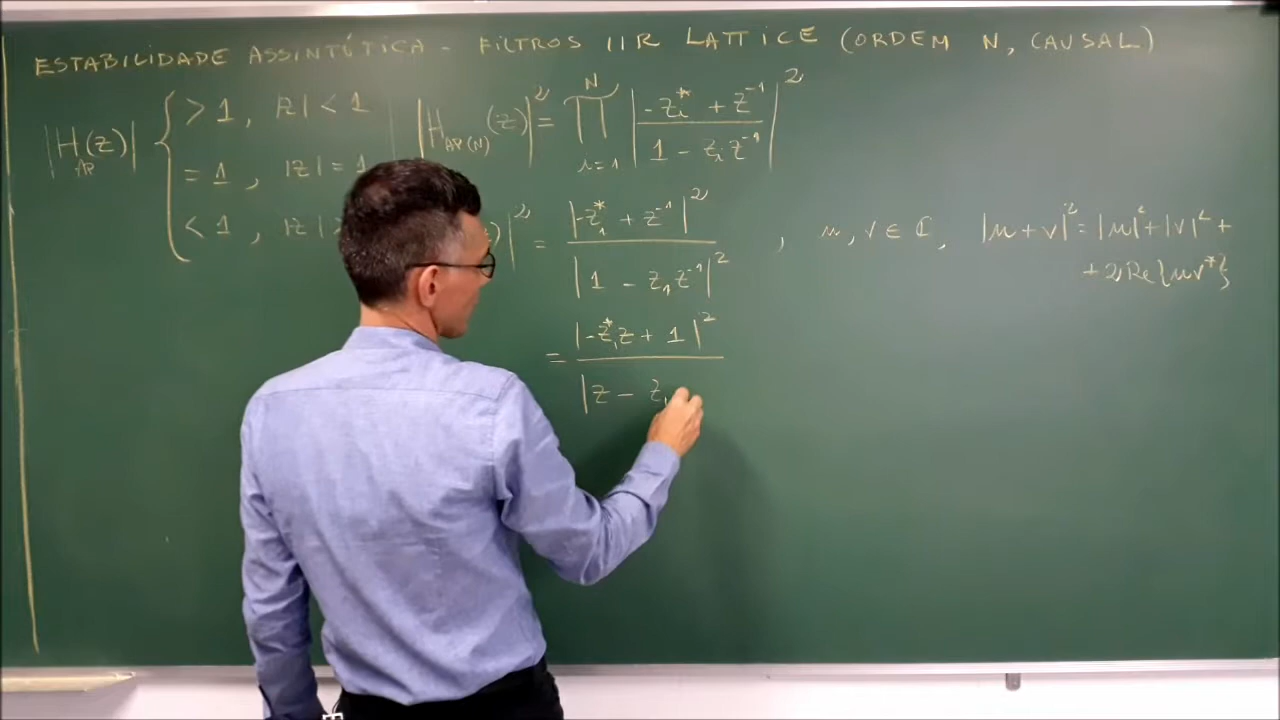 ESTABILIDADE ASSINTÓTICA - FILTROS IIR LATTICE (ORDEM N, CAUSAL)
|H_AP(z)| { > 1, |z| < 1
= 1, |z| = 1
< 1, |z|
|H_AP(N)(z)|² = ∏_{i=1}^{N} |(-z_i^* + z^{-1}) / (1 - z_i z^{-1})|²
)|² = |-z_1^* + z^{-1}|² / |1 - z_1 z^{-1}|² , u, v ∈ ℂ, |u + v|² = |u|² + |v|² +
+ 2Re{uv*}
= |-z_1^* z + 1|² / |z - z_1